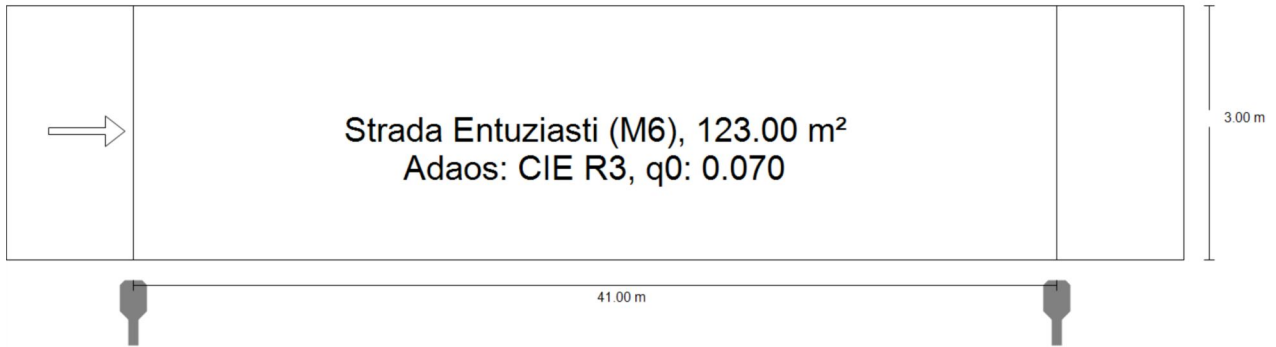 Strada Entuziasti (M6), 123.00 m²
Adaos: CIE R3, q0: 0.070
3.00 m
41.00 m